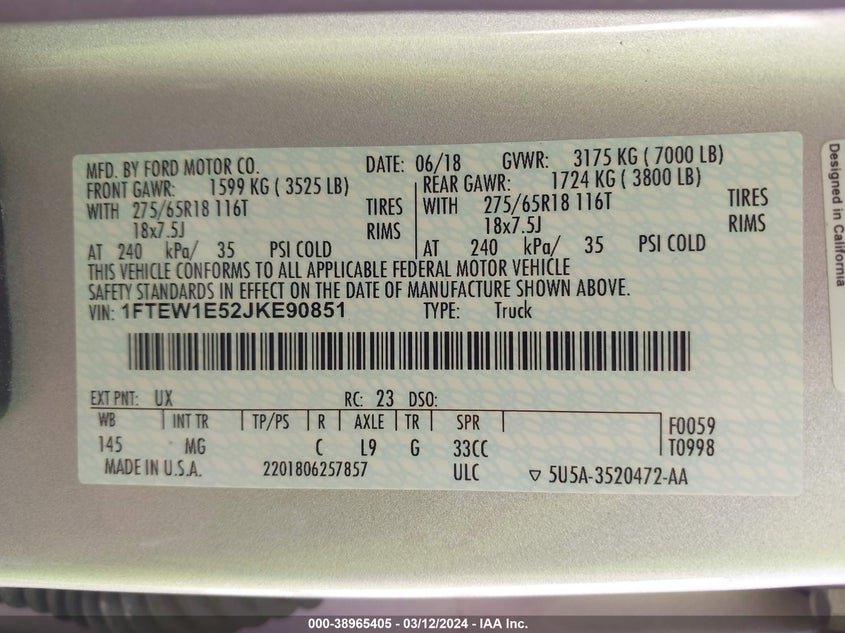 MFD. BY FORD MOTOR CO. DATE: 06/18 GVWR: 3175 KG ( 7000 LB)
FRONT GAWR: 1599 KG ( 3525 LB) REAR GAWR: 1724 KG ( 3800 LB)
WITH 275/65R18 116T TIRES WITH 275/65R18 116T TIRES
18x7.5J RIMS 18x7.5J RIMS
AT 240 kPa/ 35 PSI COLD AT 240 kPa/ 35 PSI COLD
THIS VEHICLE CONFORMS TO ALL APPLICABLE FEDERAL MOTOR VEHICLE
SAFETY STANDARDS IN EFFECT ON THE DATE OF MANUFACTURE SHOWN ABOVE.
VIN: 1FTEW1E52JKE90851 TYPE: Truck
EXT PNT: UX RC: 23 DSO:
WB INT TR TP/PS R AXLE TR SPR F0059
145 MG C L9 G 33CC T0998
MADE IN U.S.A. 2201806257857 ULC ▽ 5U5A-3520472-AA
Designed in California
000-38965405 - 03/12/2024 - IAA Inc.